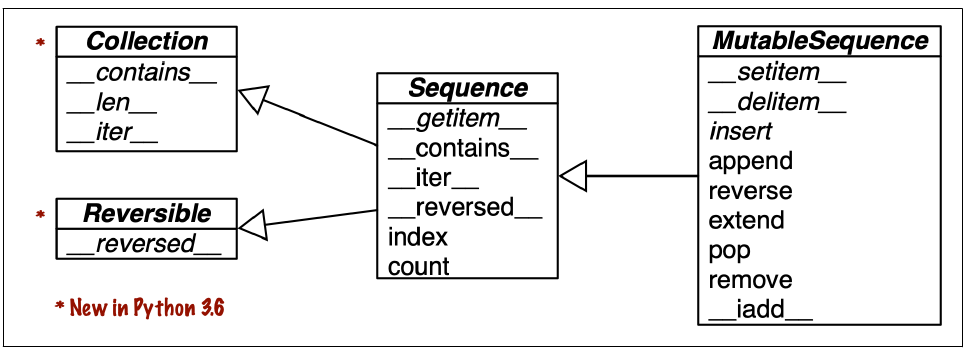 *
Collection
__contains__
__len__
__iter__
*
Reversible
__reversed__
* New in Python 3.6
Sequence
__getitem__
__contains__
__iter__
__reversed__
index
count
MutableSequence
__setitem__
__delitem__
insert
append
reverse
extend
pop
remove
__iadd__